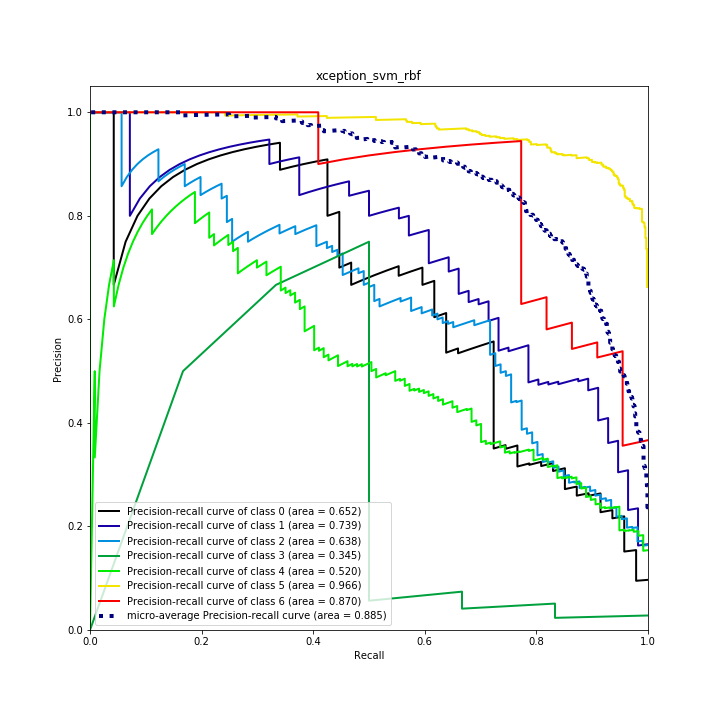 xception_svm_rbf
1.0
0.8
0.6
0.4
0.2
0.0
Precision
Precision-recall curve of class 0 (area = 0.652)
Precision-recall curve of class 1 (area = 0.739)
Precision-recall curve of class 2 (area = 0.638)
Precision-recall curve of class 3 (area = 0.345)
Precision-recall curve of class 4 (area = 0.520)
Precision-recall curve of class 5 (area = 0.966)
Precision-recall curve of class 6 (area = 0.870)
micro-average Precision-recall curve (area = 0.885)
0.0 0.2 0.4 0.6 0.8 1.0
Recall